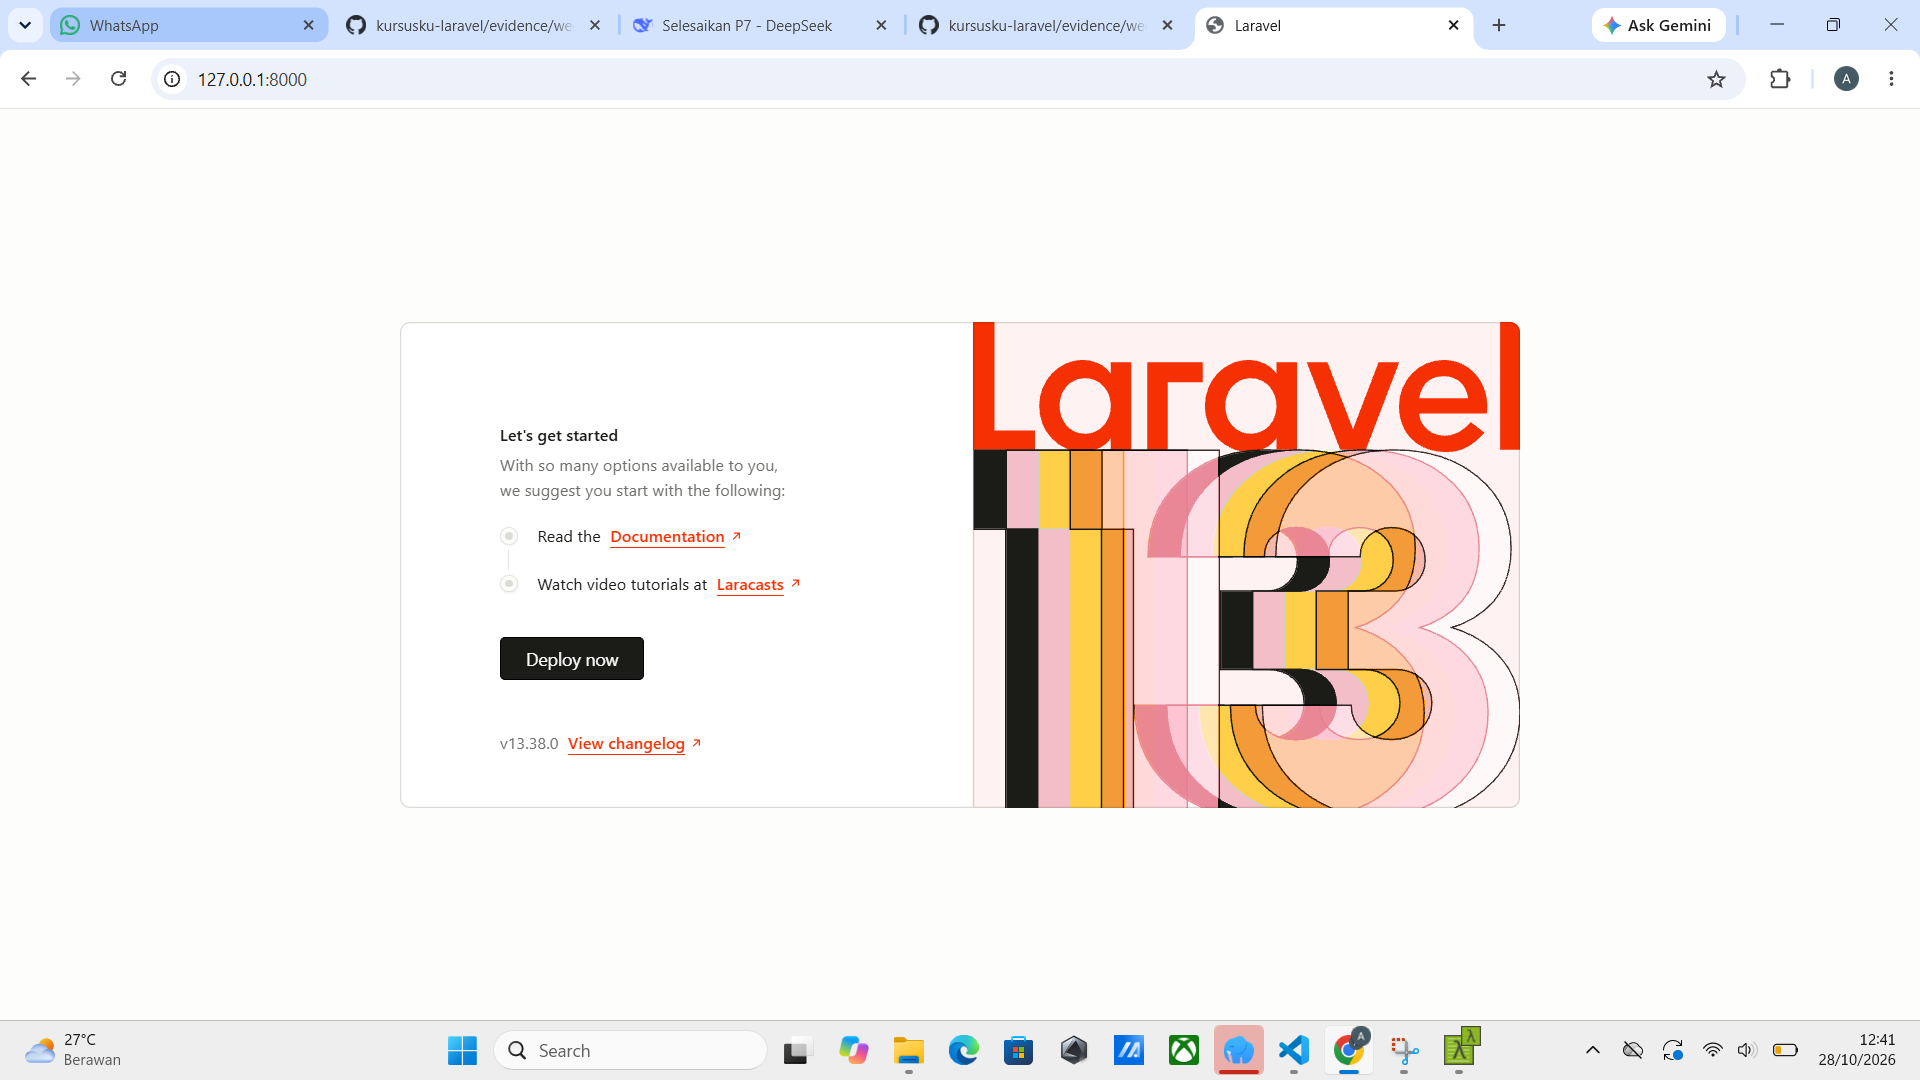 WhatsApp
kursusku-laravel/evidence/we
Selesaikan P7 - DeepSeek
kursusku-laravel/evidence/we
Laravel
Ask Gemini
127.0.0.1:8000
A
Laravel
13
Let's get started
With so many options available to you,
we suggest you start with the following:
Read the Documentation
Watch video tutorials at Laracasts
Deploy now
v13.38.0 View changelog
27°C
Berawan
Search
A
12:41
28/10/2026